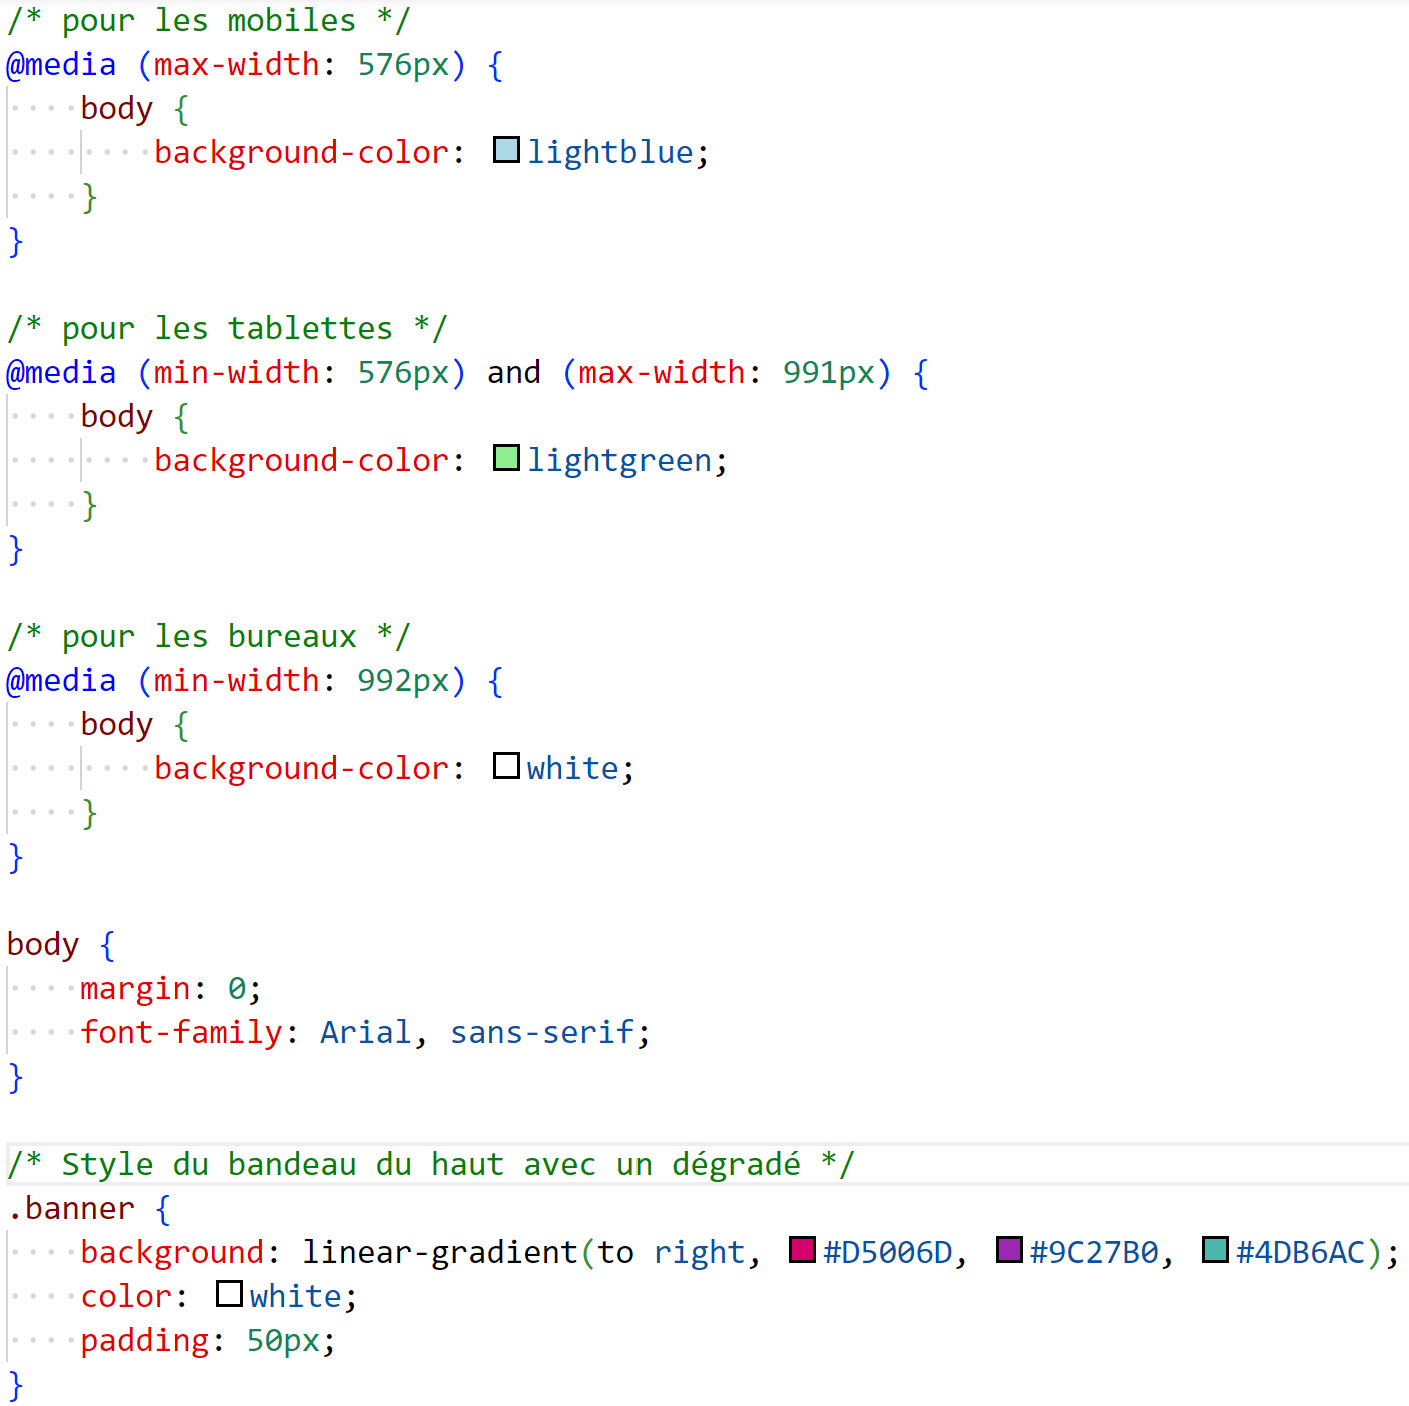 /* pour les mobiles */
@media (max-width: 576px) {
    body {
        background-color: lightblue;
    }
}

/* pour les tablettes */
@media (min-width: 576px) and (max-width: 991px) {
    body {
        background-color: lightgreen;
    }
}

/* pour les bureaux */
@media (min-width: 992px) {
    body {
        background-color: white;
    }
}

body {
    margin: 0;
    font-family: Arial, sans-serif;
}

/* Style du bandeau du haut avec un dégradé */
.banner {
    background: linear-gradient(to right, #D5006D, #9C27B0, #4DB6AC);
    color: white;
    padding: 50px;
}